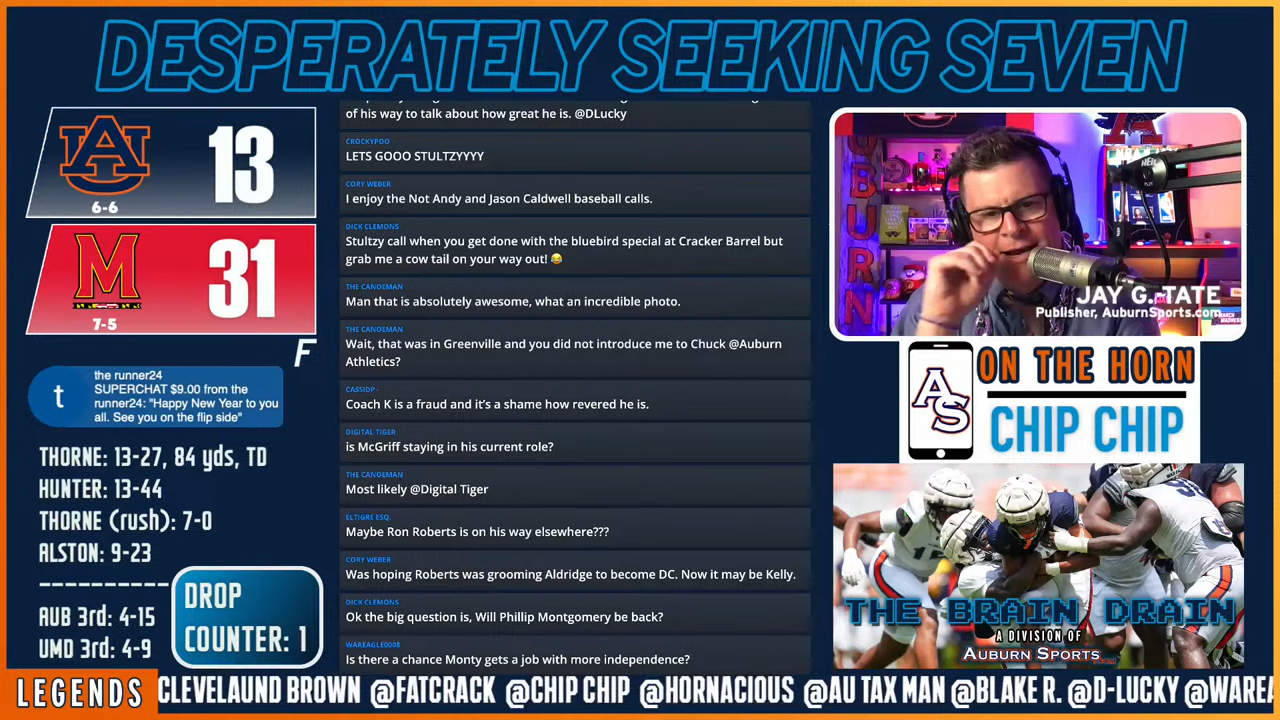 DESPERATELY SEEKING SEVEN
AU
13
6-6
M
31
7-5
F
t
the runner24
SUPERCHAT $9.00 from the
runner24: "Happy New Year to you
all. See you on the flip side"
THORNE: 13-27, 84 yds, TD
HUNTER: 13-44
THORNE (rush): 7-0
ALSTON: 9-23
AUB 3rd: 4-15
UMD 3rd: 4-9
DROP
COUNTER: 1
of his way to talk about how great he is. @DLucky
CROCKYPOO
LETS GOOO STULTZYYYY
CORY WEBER
I enjoy the Not Andy and Jason Caldwell baseball calls.
DICK CLEMONS
Stultzy call when you get done with the bluebird special at Cracker Barrel but
grab me a cow tail on your way out! 😂
THE CANOEMAN
Man that is absolutely awesome, what an incredible photo.
THE CANOEMAN
Wait, that was in Greenville and you did not introduce me to Chuck @Auburn
Athletics?
CASSIDP -
Coach K is a fraud and it's a shame how revered he is.
DIGITAL TIGER
is McGriff staying in his current role?
THE CANOEMAN
Most likely @Digital Tiger
ELTIGRE ESQ.
Maybe Ron Roberts is on his way elsewhere???
CORY WEBER
Was hoping Roberts was grooming Aldridge to become DC. Now it may be Kelly.
DICK CLEMONS
Ok the big question is, Will Phillip Montgomery be back?
WAREAGLE0008
Is there a chance Monty gets a job with more independence?
BURN
JAY G. TATE
Publisher, AuburnSports.com
AS
ON THE HORN
CHIP CHIP
THE BRAIN DRAIN
A DIVISION OF
AUBURN SPORTS.com
LEGENDS
CLEVELAUND BROWN @FATCRACK @CHIP CHIP @HORNACIOUS @AU TAX MAN @BLAKE R. @D-LUCKY @WAREA